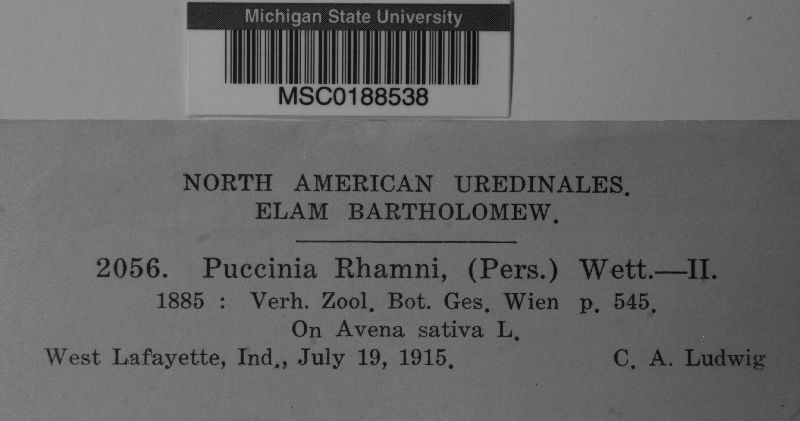 Michigan State University
MSC0188538
NORTH AMERICAN UREDINALES.
ELAM BARTHOLOMEW.
2056. Puccinia Rhamni, (Pers.) Wett.—II.
1885 : Verh. Zool. Bot. Ges. Wien p. 545.
On Avena sativa L.
West Lafayette, Ind., July 19, 1915. C. A. Ludwig